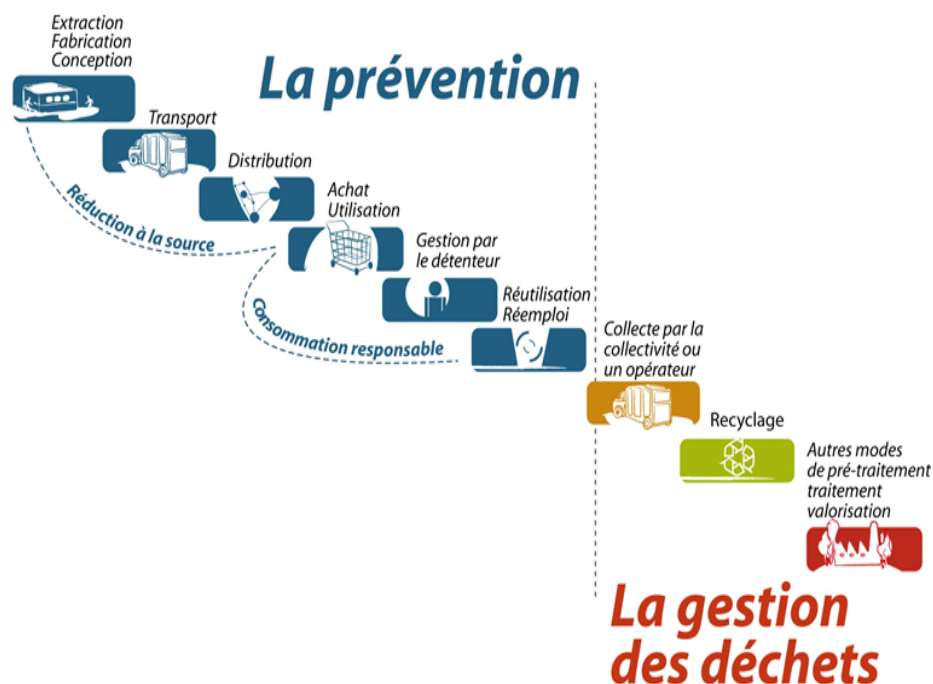 Extraction
Fabrication
Conception
La prévention
Transport
Distribution
Réduction à la source
Achat
Utilisation
Gestion par
le détenteur
Consommation responsable
Réutilisation
Réemploi
Collecte par la
collectivité ou
un opérateur
Recyclage
Autres modes
de pré-traitement
traitement
valorisation
La gestion
des déchets